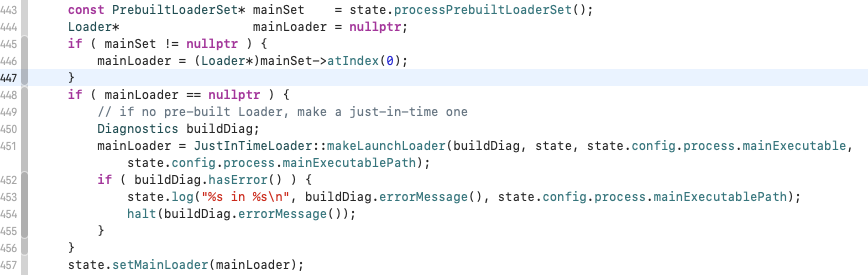 443 const PrebuiltLoaderSet* mainSet    = state.processPrebuiltLoaderSet();
444 Loader*                  mainLoader = nullptr;
445 if ( mainSet != nullptr ) {
446     mainLoader = (Loader*)mainSet->atIndex(0);
447 }
448 if ( mainLoader == nullptr ) {
449     // if no pre-built Loader, make a just-in-time one
450     Diagnostics buildDiag;
451     mainLoader = JustInTimeLoader::makeLaunchLoader(buildDiag, state, state.config.process.mainExecutable,
            state.config.process.mainExecutablePath);
452     if ( buildDiag.hasError() ) {
453         state.log("%s in %s\n", buildDiag.errorMessage(), state.config.process.mainExecutablePath);
454         halt(buildDiag.errorMessage());
455     }
456 }
457 state.setMainLoader(mainLoader);